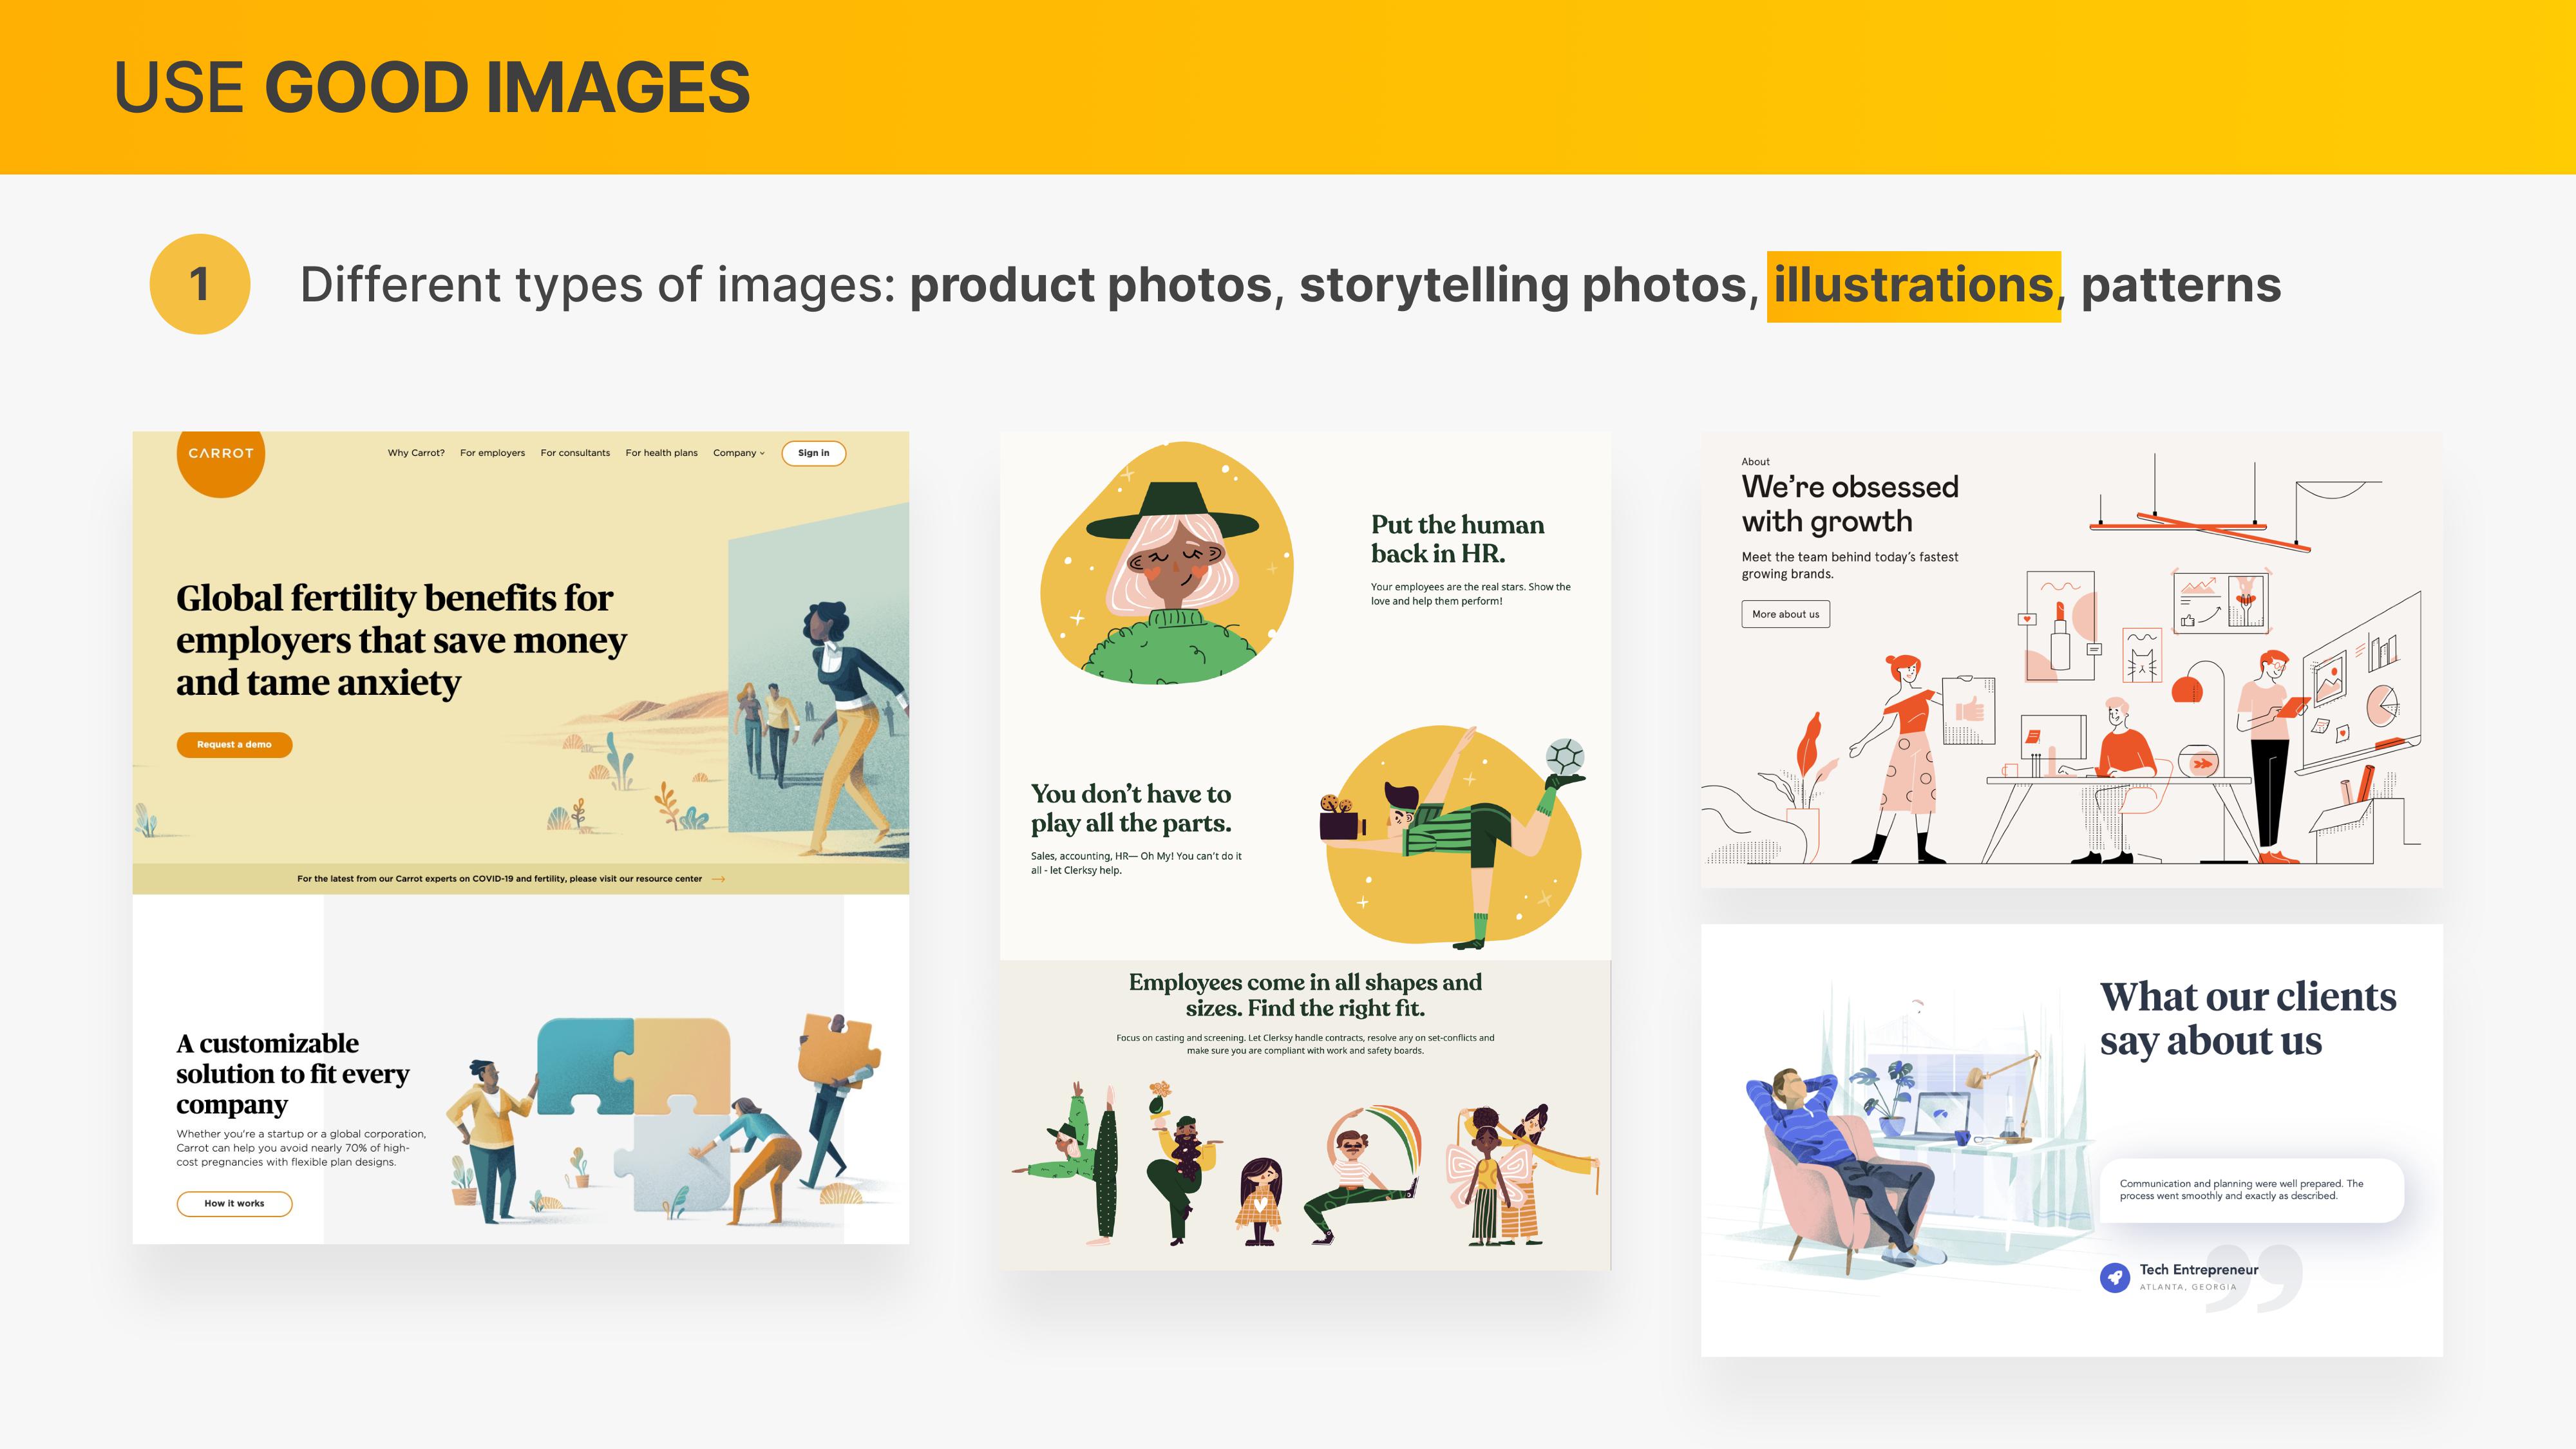 USE GOOD IMAGES
1
Different types of images: product photos, storytelling photos, illustrations, patterns
CARROT
Why Carrot?
For employers
For consultants
For health plans
Company
Sign in
Global fertility benefits for
employers that save money
and tame anxiety
Request a demo
For the latest from our Carrot experts on COVID-19 and fertility, please visit our resource center →
A customizable
solution to fit every
company
Whether you're a startup or a global corporation,
Carrot can help you avoid nearly 70% of high-
cost pregnancies with flexible plan designs.
How it works
Put the human
back in HR.
Your employees are the real stars. Show the
love and help them perform!
You don't have to
play all the parts.
Sales, accounting, HR— Oh My! You can't do it
all - let Clerksy help.
Employees come in all shapes and
sizes. Find the right fit.
Focus on casting and screening. Let Clerksy handle contracts, resolve any on set-conflicts and
make sure you are compliant with work and safety boards.
About
We're obsessed
with growth
Meet the team behind today's fastest
growing brands.
More about us
What our clients
say about us
Communication and planning were well prepared. The
process went smoothly and exactly as described.
Tech Entrepreneur
ATLANTA, GEORGIA
”